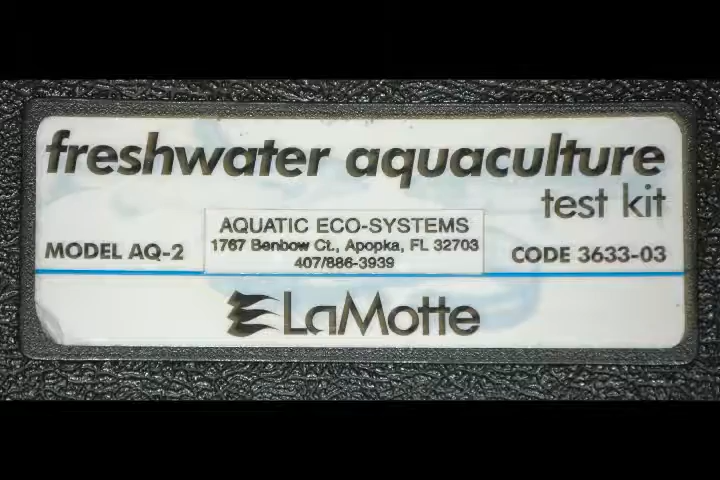 freshwater aquaculture
test kit
AQUATIC ECO-SYSTEMS
1767 Benbow Ct., Apopka, FL 32703
407/886-3939
MODEL AQ-2
CODE 3633-03
LaMotte